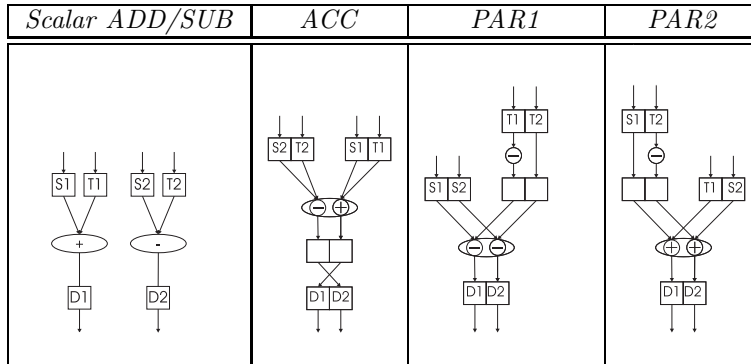 Scalar ADD/SUB ACC PAR1 PAR2
T1 T2 S1 T2
S2 T2 S1 T1
S1 T1 S2 T2 S1 S2 T1 S2
− +
+ - − − + +
D1 D2 D1 D2 D1 D2 D1 D2